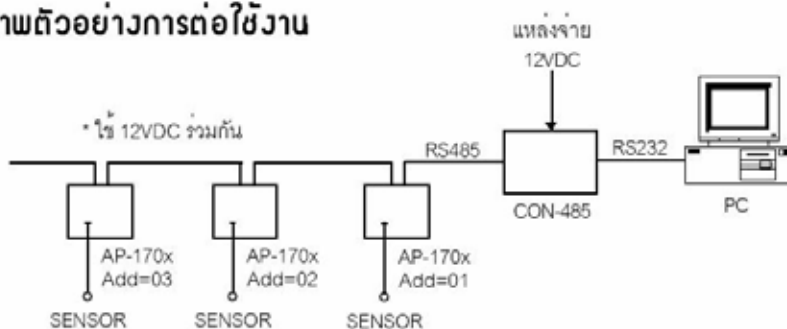 าพตัวอย่างการต่อใช้งาน
แหล่งจ่าย
12VDC
* ใช้ 12VDC ร่วมกัน
RS485
RS232
CON-485
PC
AP-170x
Add=03
AP-170x
Add=02
AP-170x
Add=01
SENSOR
SENSOR
SENSOR